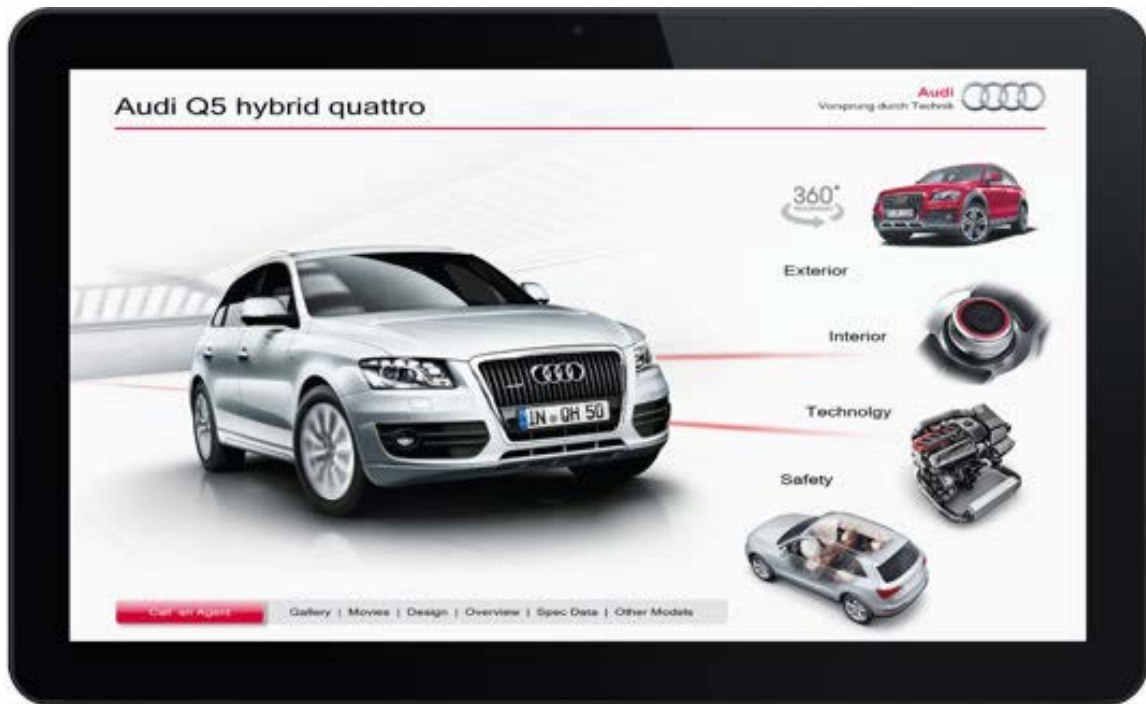 Audi Q5 hybrid quattro
Audi
Vorsprung durch Technik
360°
Exterior
Interior
Technolgy
Safety
IN QH 50
Call an Agent
Gallery | Movies | Design | Overview | Spec Data | Other Models